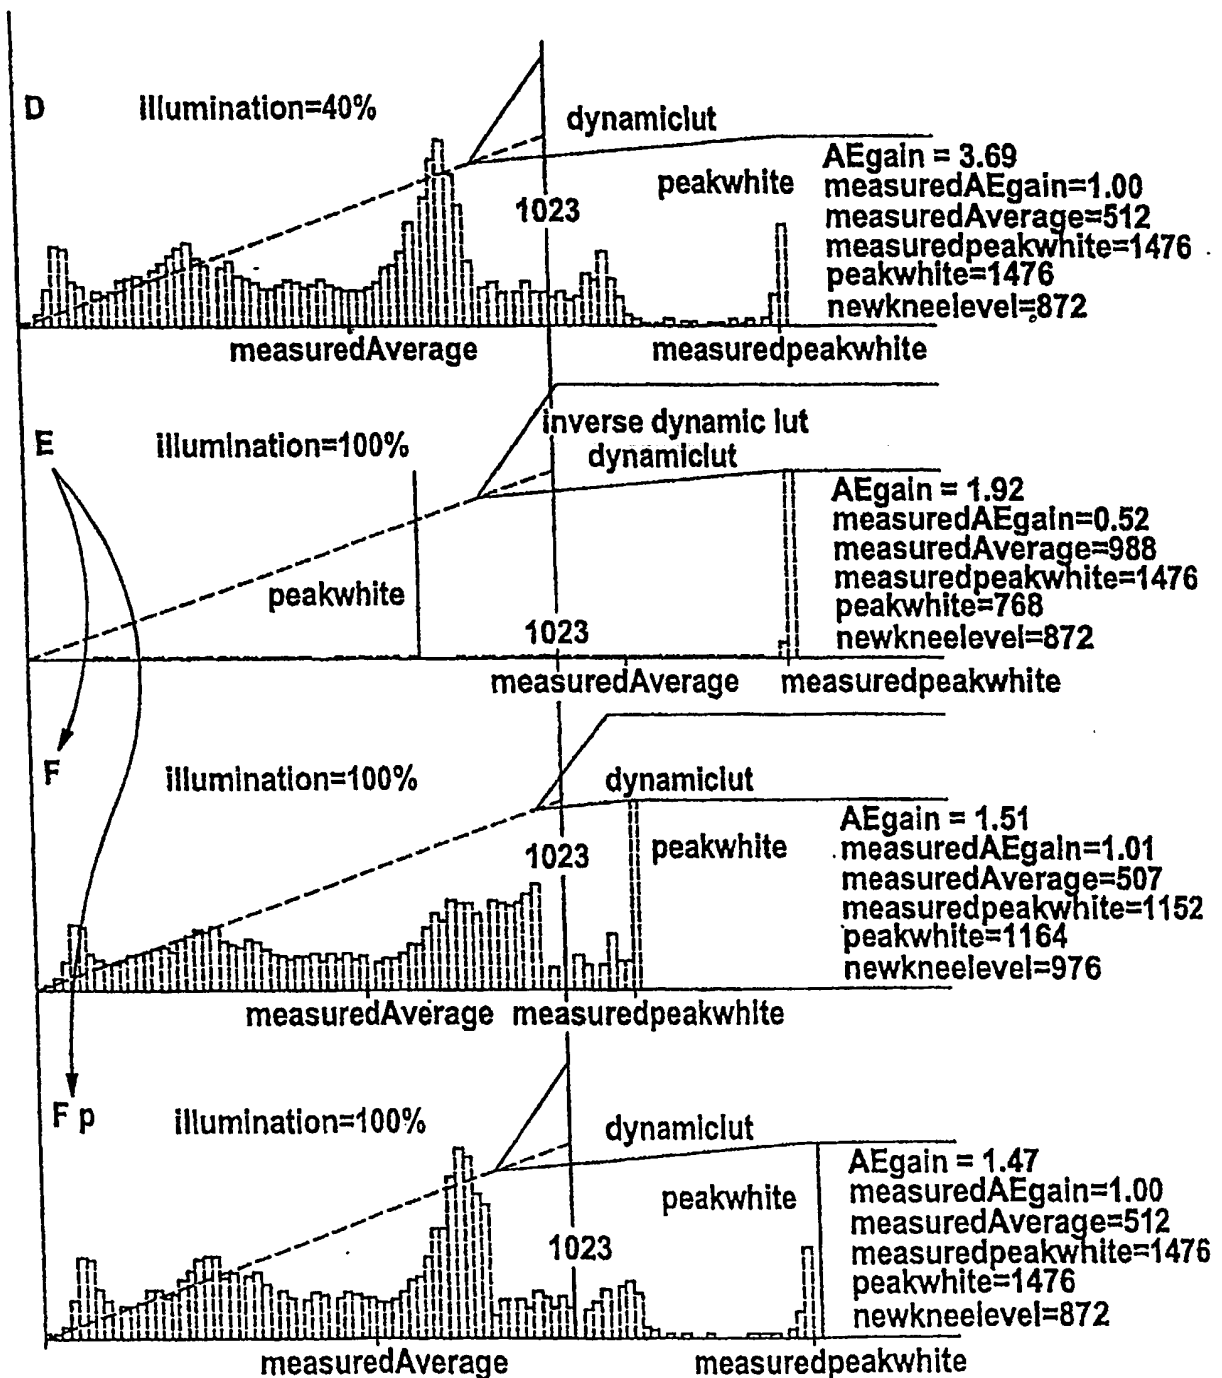 D
illumination=40%
dynamiclut
peakwhite
1023
AEgain = 3.69
measuredAEgain=1.00
measuredAverage=512
measuredpeakwhite=1476
peakwhite=1476
newkneelevel=872
measuredAverage
measuredpeakwhite
E
illumination=100%
inverse dynamic lut
dynamiclut
peakwhite
1023
AEgain = 1.92
measuredAEgain=0.52
measuredAverage=988
measuredpeakwhite=1476
peakwhite=768
newkneelevel=872
measuredAverage
measuredpeakwhite
F
illumination=100%
dynamiclut
1023
peakwhite
AEgain = 1.51
measuredAEgain=1.01
measuredAverage=507
measuredpeakwhite=1152
peakwhite=1164
newkneelevel=976
measuredAverage
measuredpeakwhite
F p
illumination=100%
dynamiclut
peakwhite
1023
AEgain = 1.47
measuredAEgain=1.00
measuredAverage=512
measuredpeakwhite=1476
peakwhite=1476
newkneelevel=872
measuredAverage
measuredpeakwhite